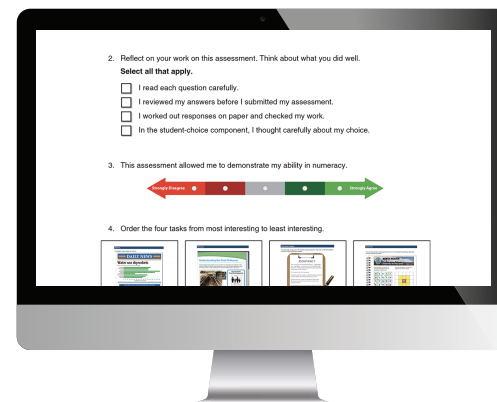 2. Reflect on your work on this assessment. Think about what you did well.
Select all that apply.
I read each question carefully.
I reviewed my answers before I submitted my assessment.
I worked out responses on paper and checked my work.
In the student-choice component, I thought carefully about my choice.
3. This assessment allowed me to demonstrate my ability in numeracy.
Strongly Disagree Strongly Agree
4. Order the four tasks from most interesting to least interesting.
DAILY NEWS
Water use ingredients
CONTRACT